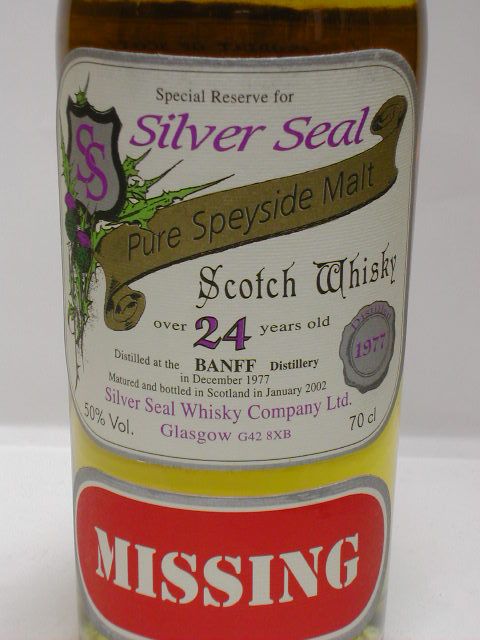 Special Reserve for
Silver Seal
SS
Pure Speyside Malt
Scotch Whisky
over 24 years old
Distilled at the BANFF Distillery
in December 1977
Matured and bottled in Scotland in January 2002
Distilled
1977
Silver Seal Whisky Company Ltd.
50% Vol.
Glasgow G42 8XB
70 cl
MISSING